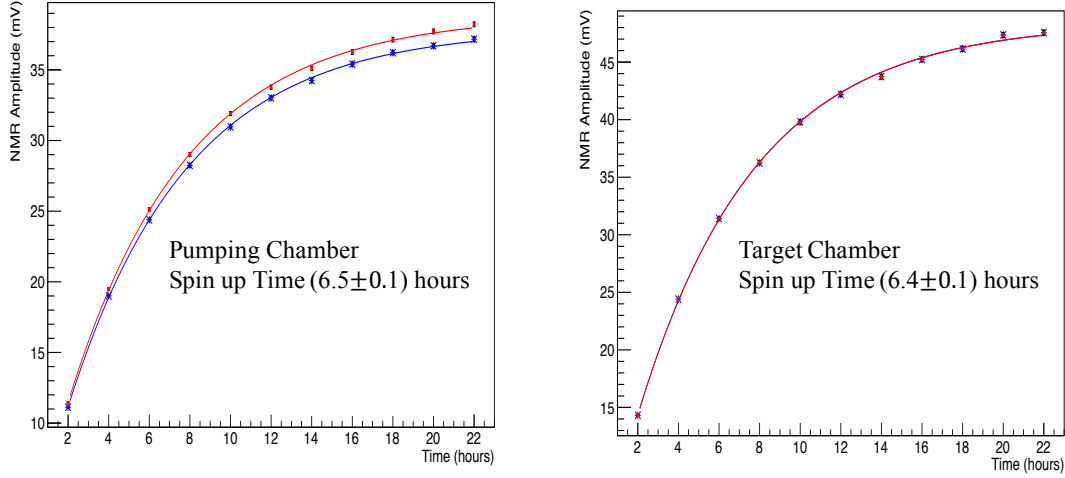 NMR Amplitude (mV)
35
30
25
20
15
10
Pumping Chamber
Spin up Time (6.5±0.1) hours
2 4 6 8 10 12 14 16 18 20 22
Time (hours)
NMR Amplitude (mV)
45
40
35
30
25
20
15
Target Chamber
Spin up Time (6.4±0.1) hours
2 4 6 8 10 12 14 16 18 20 22
Time (hours)